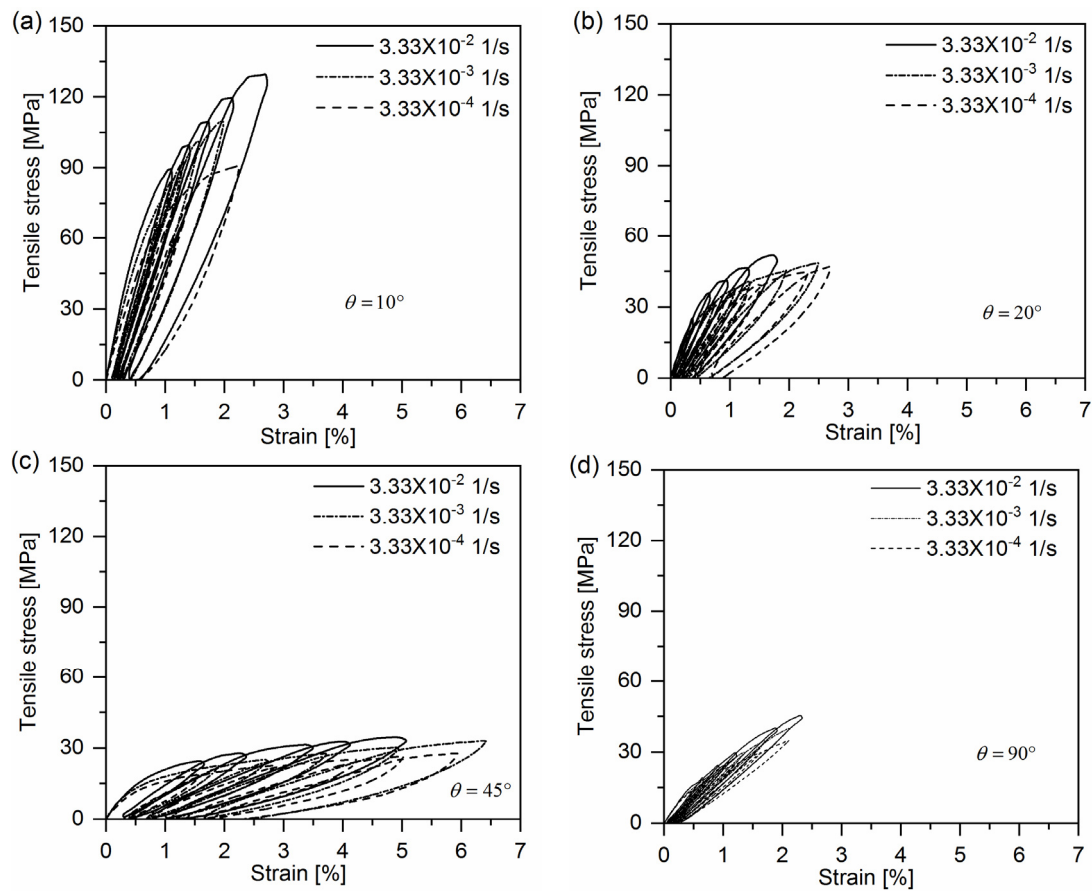 (a)
150
120
90
60
30
0
Tensile stress [MPa]
3.33X10⁻² 1/s
3.33X10⁻³ 1/s
3.33X10⁻⁴ 1/s
θ = 10°
0 1 2 3 4 5 6 7
Strain [%]
(b)
150
120
90
60
30
0
Tensile stress [MPa]
3.33X10⁻² 1/s
3.33X10⁻³ 1/s
3.33X10⁻⁴ 1/s
θ = 20°
0 1 2 3 4 5 6 7
Strain [%]
(c)
150
120
90
60
30
0
Tensile stress [MPa]
3.33X10⁻² 1/s
3.33X10⁻³ 1/s
3.33X10⁻⁴ 1/s
θ = 45°
0 1 2 3 4 5 6 7
Strain [%]
(d)
150
120
90
60
30
0
Tensile stress [MPa]
3.33X10⁻² 1/s
3.33X10⁻³ 1/s
3.33X10⁻⁴ 1/s
θ = 90°
0 1 2 3 4 5 6 7
Strain [%]